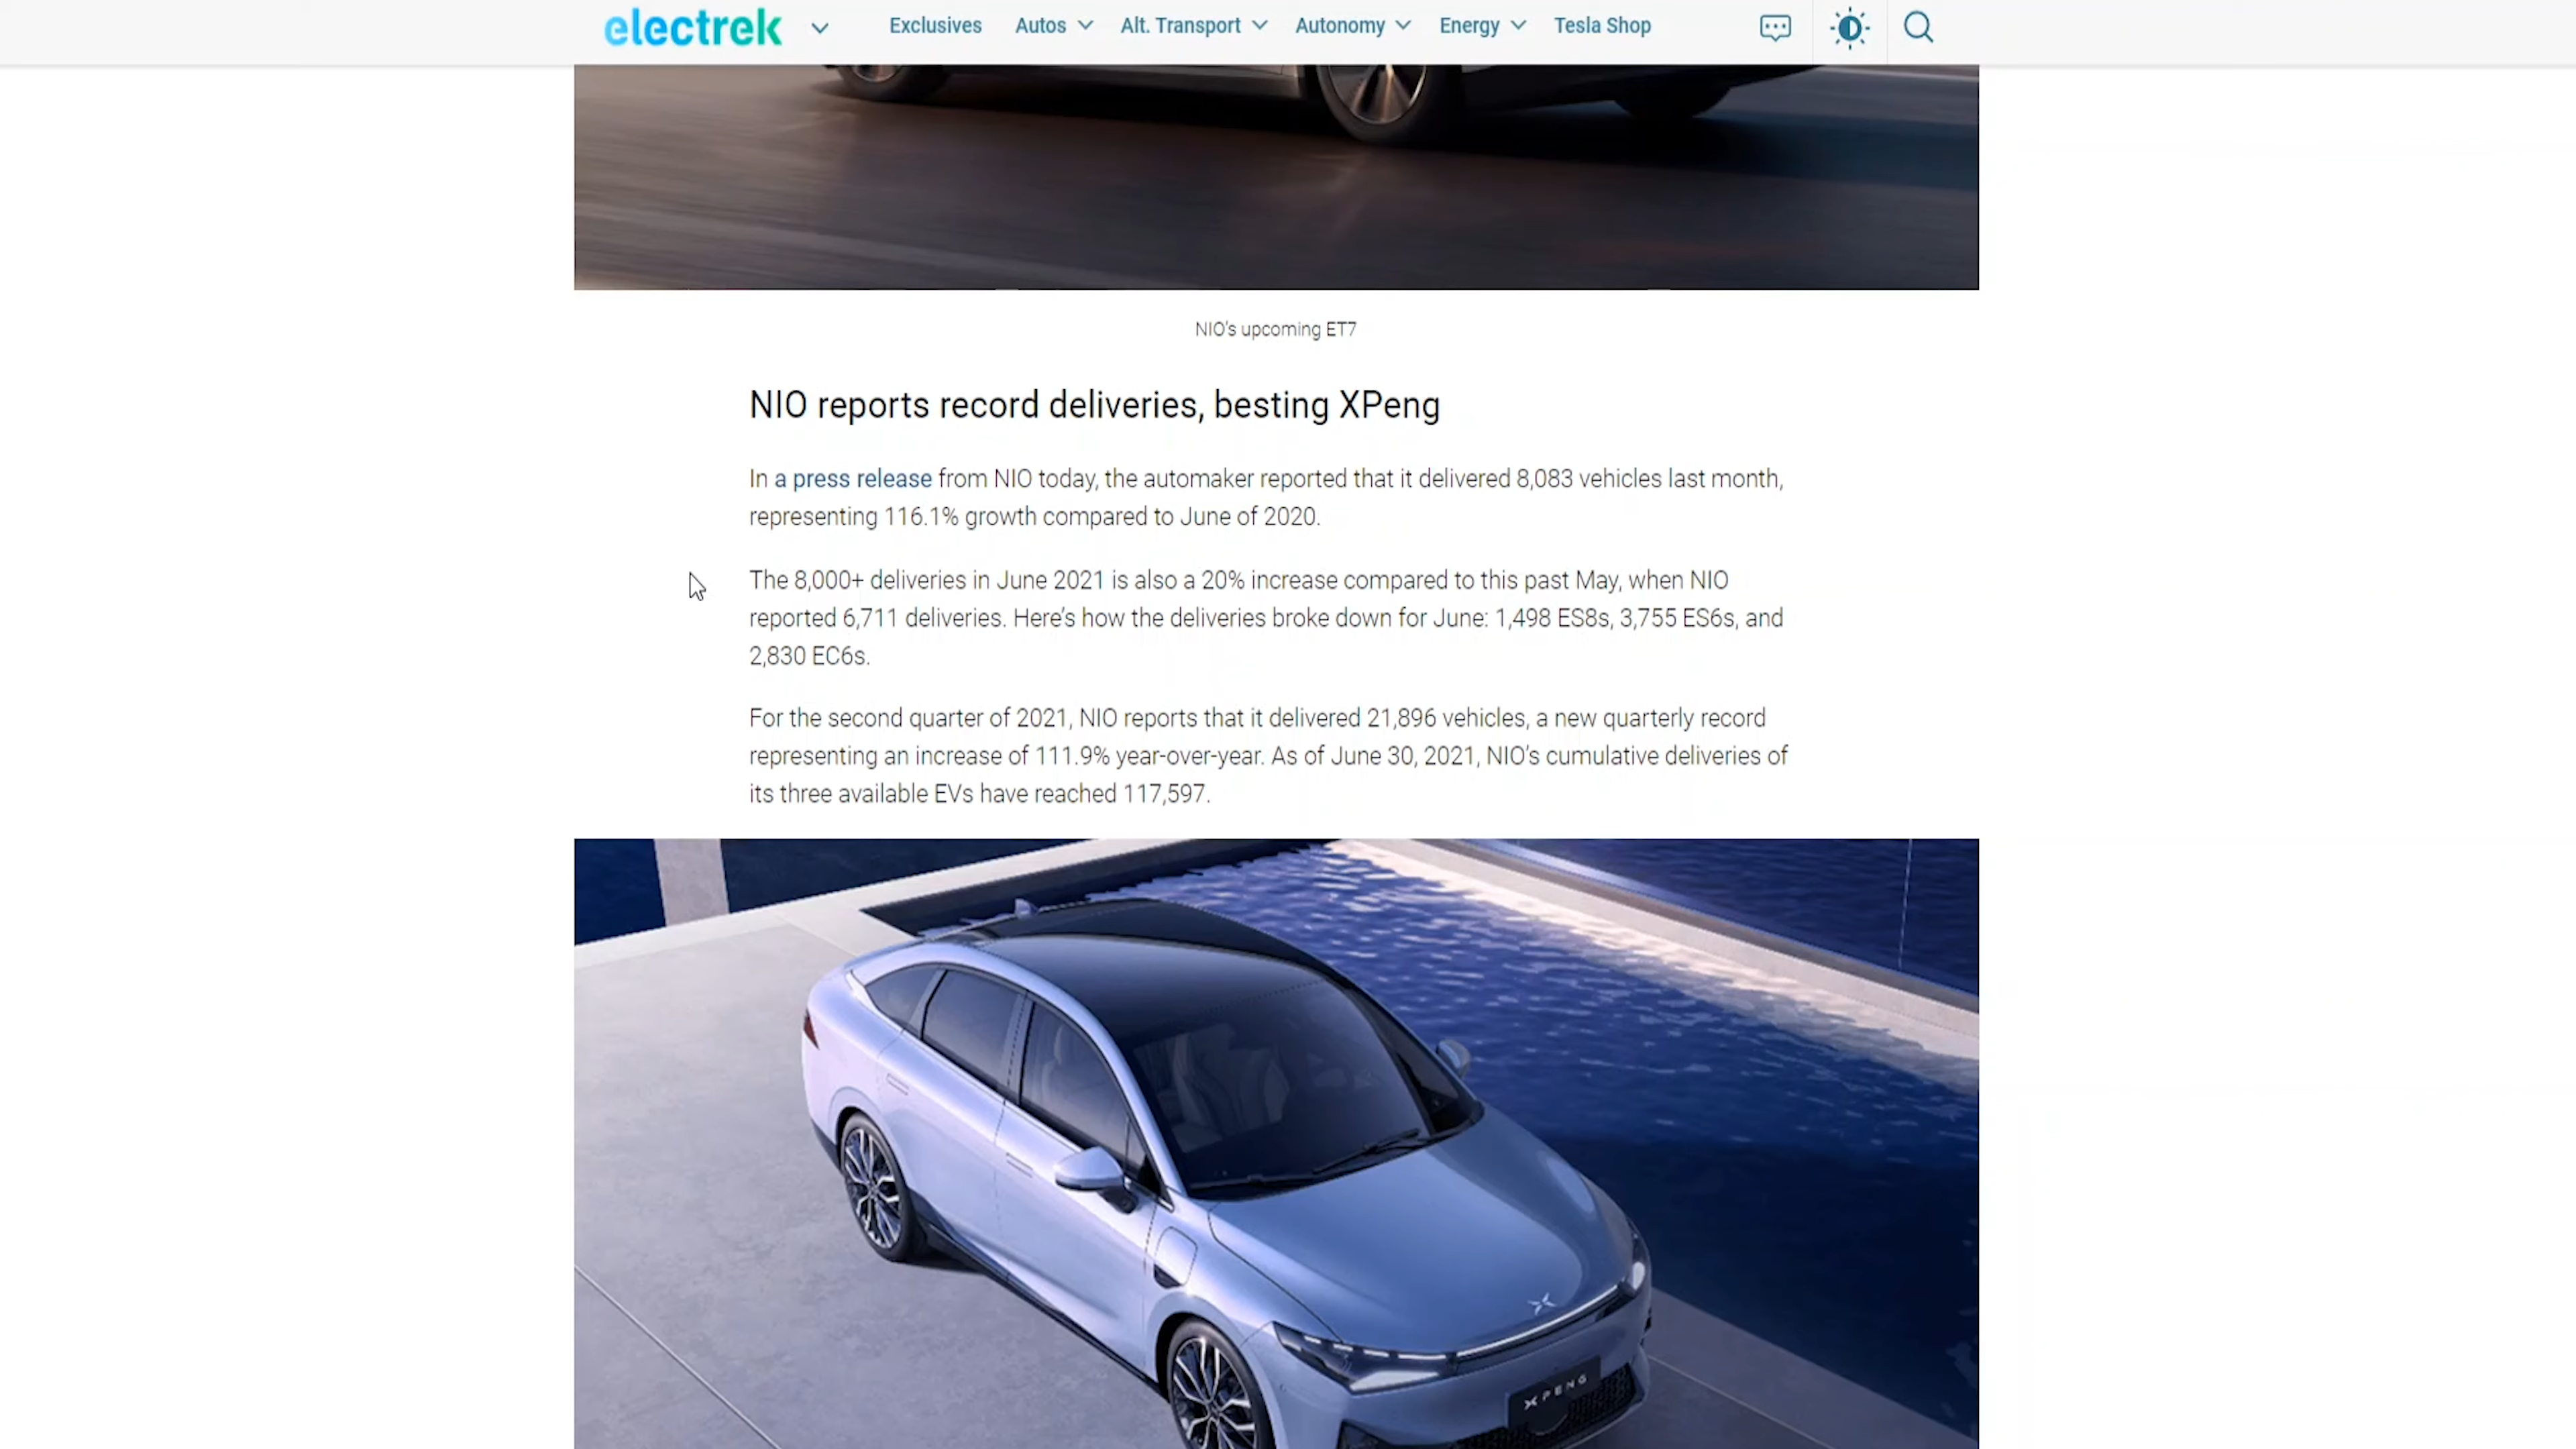 electrek Exclusives Autos Alt. Transport Autonomy Energy Tesla Shop
NIO's upcoming ET7
NIO reports record deliveries, besting XPeng
In a press release from NIO today, the automaker reported that it delivered 8,083 vehicles last month,
representing 116.1% growth compared to June of 2020.
The 8,000+ deliveries in June 2021 is also a 20% increase compared to this past May, when NIO
reported 6,711 deliveries. Here's how the deliveries broke down for June: 1,498 ES8s, 3,755 ES6s, and
2,830 EC6s.
For the second quarter of 2021, NIO reports that it delivered 21,896 vehicles, a new quarterly record
representing an increase of 111.9% year-over-year. As of June 30, 2021, NIO's cumulative deliveries of
its three available EVs have reached 117,597.
XPENG